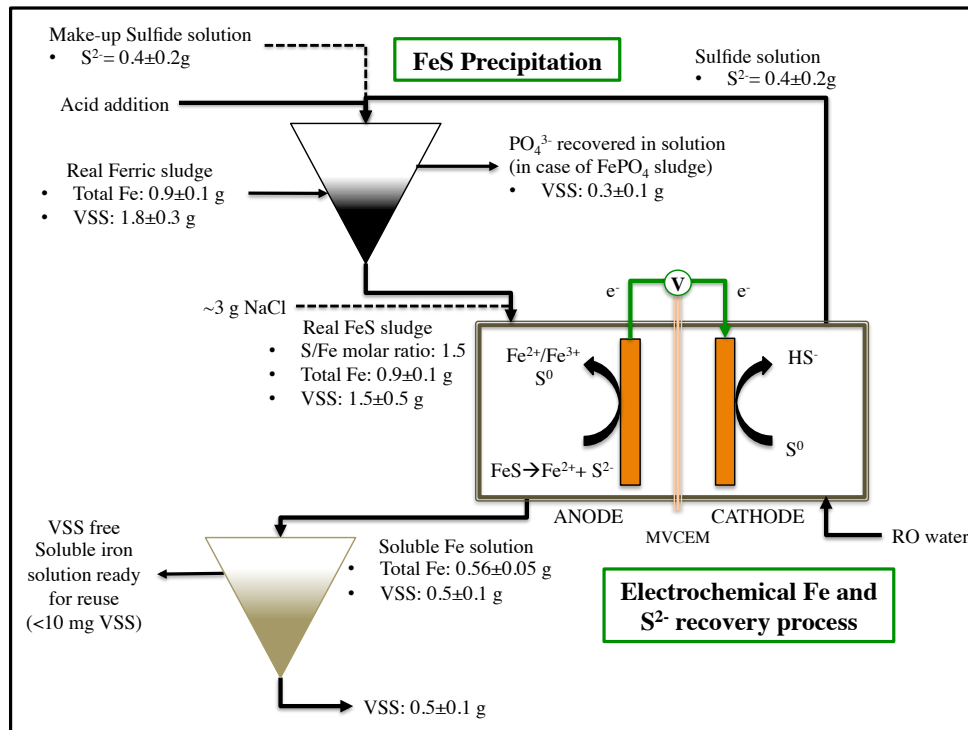 Make-up Sulfide solution
• S²⁻= 0.4±0.2g
FeS Precipitation
Sulfide solution
• S²⁻= 0.4±0.2g
Acid addition
Real Ferric sludge
• Total Fe: 0.9±0.1 g
• VSS: 1.8±0.3 g
PO₄³⁻ recovered in solution
(in case of FePO₄ sludge)
• VSS: 0.3±0.1 g
~3 g NaCl
Real FeS sludge
• S/Fe molar ratio: 1.5
• Total Fe: 0.9±0.1 g
• VSS: 1.5±0.5 g
e⁻
V
e⁻
Fe²⁺/Fe³⁺
S⁰
FeS→Fe²⁺+ S²⁻
HS⁻
S⁰
ANODE
CATHODE
MVCEM
RO water
VSS free
Soluble iron
solution ready
for reuse
(<10 mg VSS)
Soluble Fe solution
• Total Fe: 0.56±0.05 g
• VSS: 0.5±0.1 g
Electrochemical Fe and
S²⁻ recovery process
VSS: 0.5±0.1 g